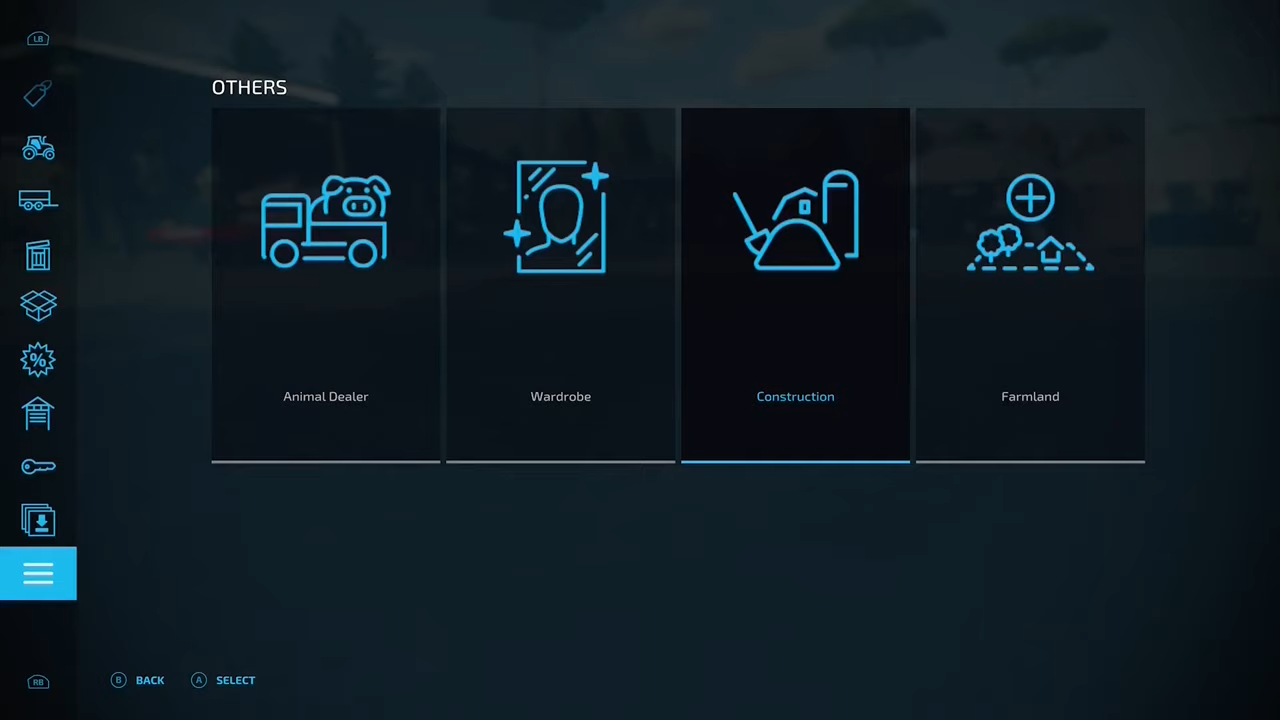 LB
OTHERS
%
Animal Dealer
Wardrobe
Construction
Farmland
RB
B BACK
A SELECT